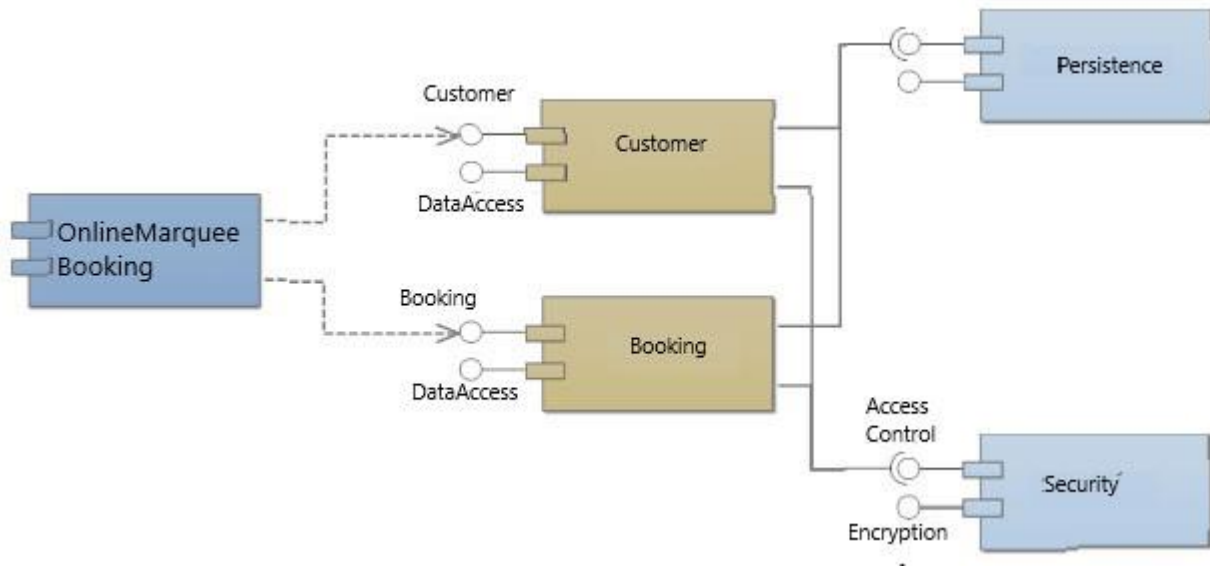 Persistence
Customer
Customer
DataAccess
OnlineMarquee
Booking
Booking
Booking
DataAccess
Access
Control
Security
Encryption